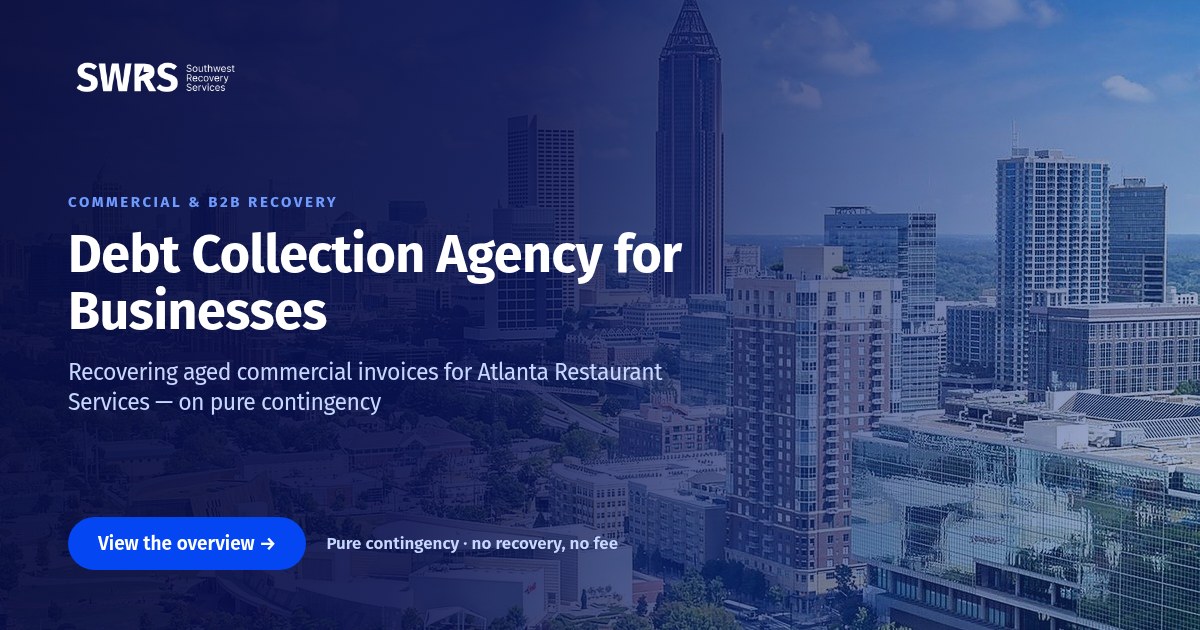 SWRS
Southwest
Recovery
Services
COMMERCIAL & B2B RECOVERY
Debt Collection Agency for
Businesses
Recovering aged commercial invoices for Atlanta Restaurant
Services — on pure contingency
View the overview →
Pure contingency · no recovery, no fee